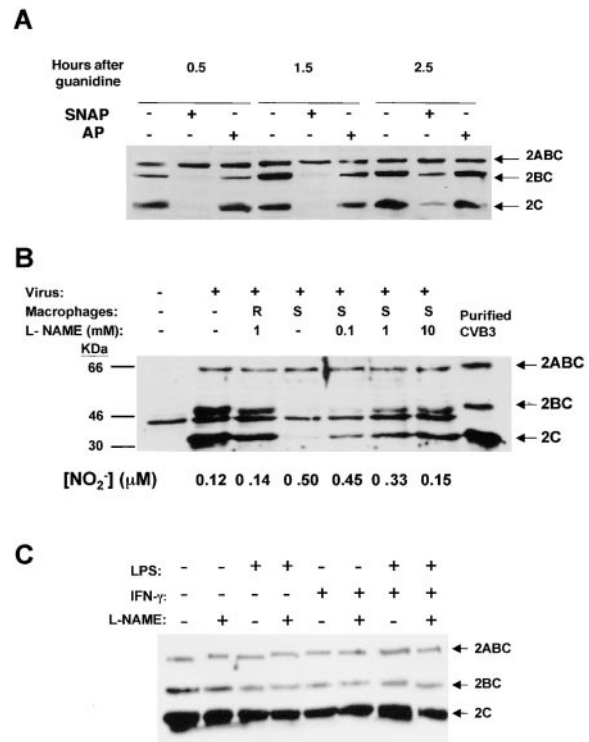 A
Hours after guanidine 0.5 1.5 2.5
SNAP - + - - + - - + -
AP - - + - - + - - +
2ABC
2BC
2C
B
Virus: - + + + + + +
Macrophages: - - R S S S S Purified CVB3
L- NAME (mM): - - 1 - 0.1 1 10
KDa
66
46
30
2ABC
2BC
2C
[NO2-] (μM) 0.12 0 .14 0 .50 0.45 0.33 0.15
C
LPS: - - + + - - + +
IFN-γ: - - - - + + + +
L-NAME: - + - + - + - +
2ABC
2BC
2C